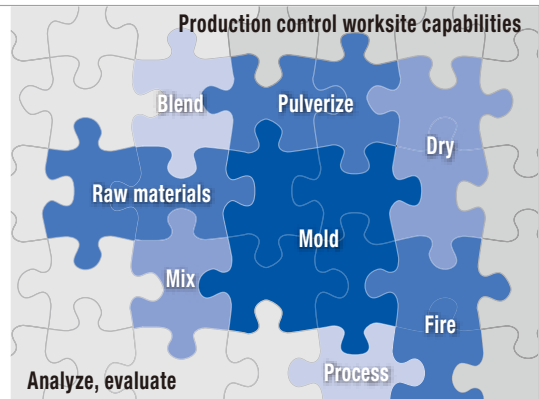 Production control worksite capabilities
Blend
Pulverize
Dry
Raw materials
Mold
Mix
Fire
Process
Analyze, evaluate